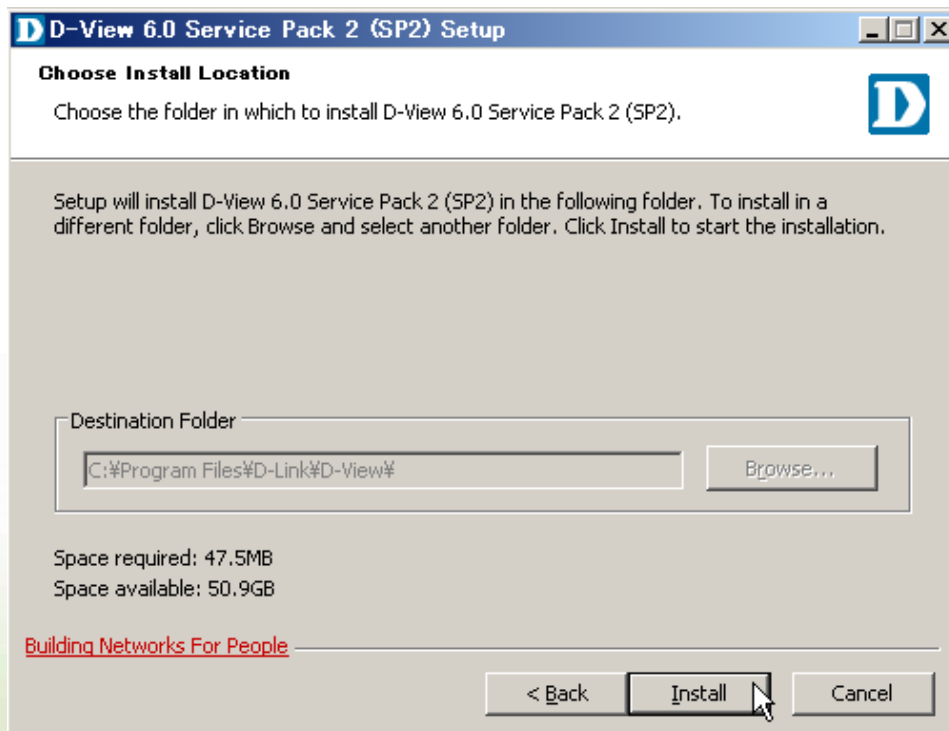 D-View 6.0 Service Pack 2 (SP2) Setup
Choose Install Location
Choose the folder in which to install D-View 6.0 Service Pack 2 (SP2).
D
Setup will install D-View 6.0 Service Pack 2 (SP2) in the following folder. To install in a
different folder, click Browse and select another folder. Click Install to start the installation.
Destination Folder
C:¥Program Files¥D-Link¥D-View¥
Browse...
Space required: 47.5MB
Space available: 50.9GB
Building Networks For People
< Back
Install
Cancel